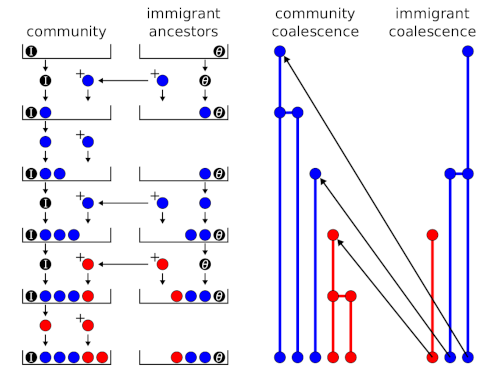 community
immigrant
ancestors
community
coalescence
immigrant
coalescence
I θ
I + +
I θ
+
I θ
I + +
I θ
I + + θ
I θ
+
I θ